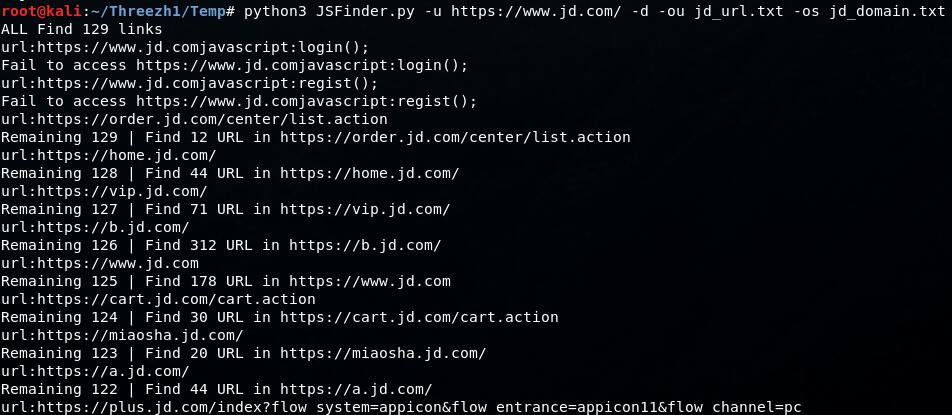 root@kali:~/Threezh1/Temp# python3 JSFinder.py -u https://www.jd.com/ -d -ou jd_url.txt -os jd_domain.txt
ALL Find 129 links
url:https://www.jd.comjavascript:login();
Fail to access https://www.jd.comjavascript:login();
url:https://www.jd.comjavascript:regist();
Fail to access https://www.jd.comjavascript:regist();
url:https://order.jd.com/center/list.action
Remaining 129 | Find 12 URL in https://order.jd.com/center/list.action
url:https://home.jd.com/
Remaining 128 | Find 44 URL in https://home.jd.com/
url:https://vip.jd.com/
Remaining 127 | Find 71 URL in https://vip.jd.com/
url:https://b.jd.com/
Remaining 126 | Find 312 URL in https://b.jd.com/
url:https://www.jd.com
Remaining 125 | Find 178 URL in https://www.jd.com
url:https://cart.jd.com/cart.action
Remaining 124 | Find 30 URL in https://cart.jd.com/cart.action
url:https://miaosha.jd.com/
Remaining 123 | Find 20 URL in https://miaosha.jd.com/
url:https://a.jd.com/
Remaining 122 | Find 44 URL in https://a.jd.com/
url:https://plus.jd.com/index?flow_system=appicon&flow_entrance=appicon11&flow_channel=pc